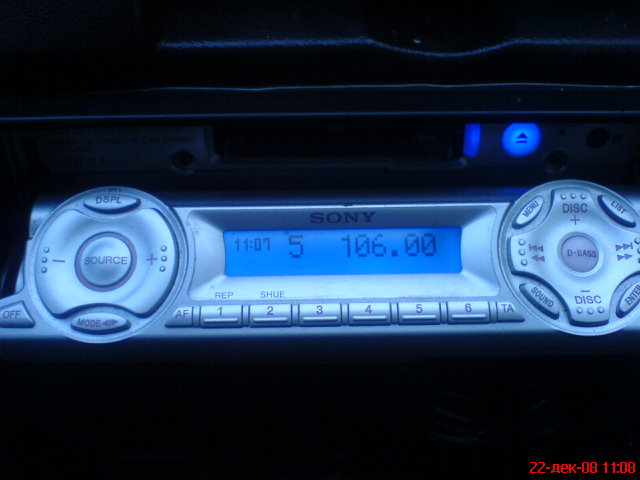 DSPL
SONY
MENU
DISC
+
LIST
11:07 5 106.00
- SOURCE +
D-BASS
REP SHUF
SOUND
-
DISC
ENTER
OFF
MODE
AF 1 2 3 4 5 6 TA
22-дек-08 11:08